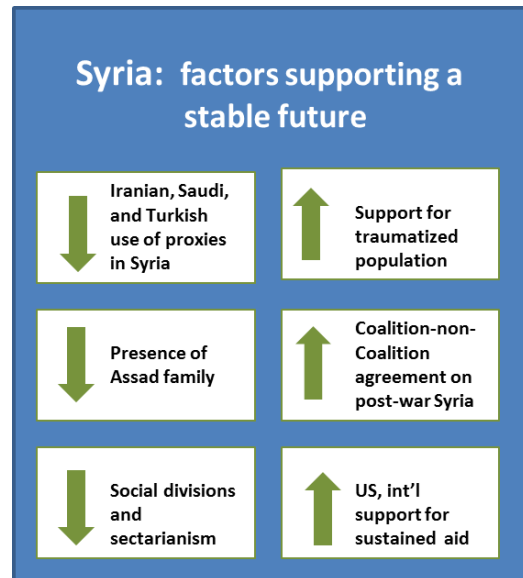 Syria: factors supporting a
stable future
Iranian, Saudi,
and Turkish
use of proxies
in Syria
Support for
traumatized
population
Presence of
Assad family
Coalition-non-
Coalition
agreement on
post-war Syria
Social divisions
and
sectarianism
US, int'l
support for
sustained aid